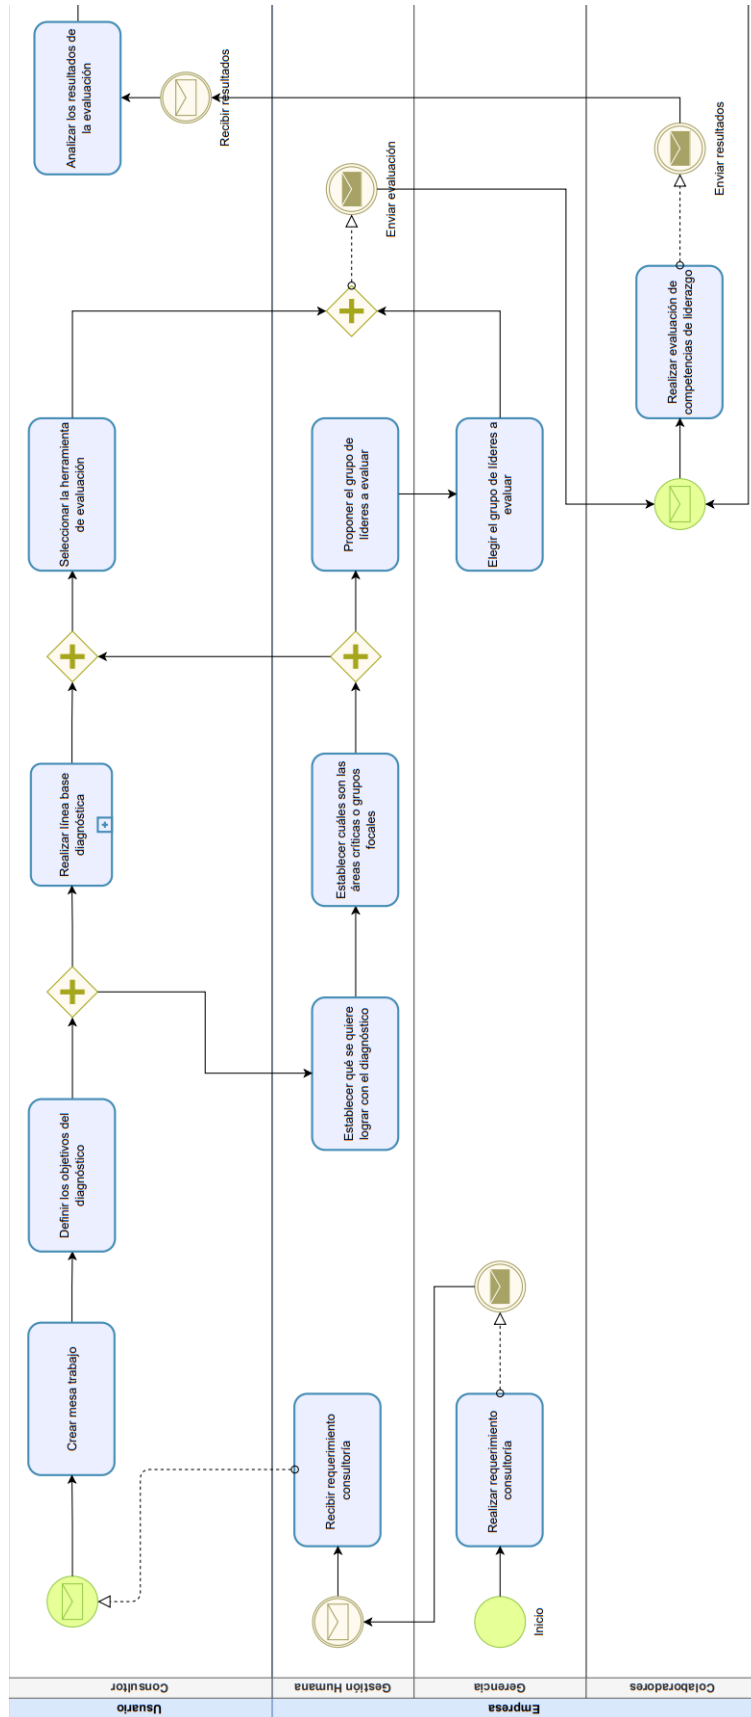 Usuario
Consultor
Crear mesa trabajo
Definir los objetivos del
diagnóstico
Realizar línea base
diagnóstica
Seleccionar la herramienta
de evaluación
Recibir resultados
Analizar los resultados de
la evaluación
Empresa
Gestión Humana
Recibir requerimiento
consultoría
Establecer qué se quiere
lograr con el diagnóstico
Establecer cuáles son las
áreas críticas o grupos
focales
Proponer el grupo de
líderes a evaluar
Enviar evaluación
Gerencia
Inicio
Realizar requerimiento
consultoría
Elegir el grupo de líderes a
evaluar
Colaboradores
Realizar evaluación de
competencias de liderazgo
Enviar resultados